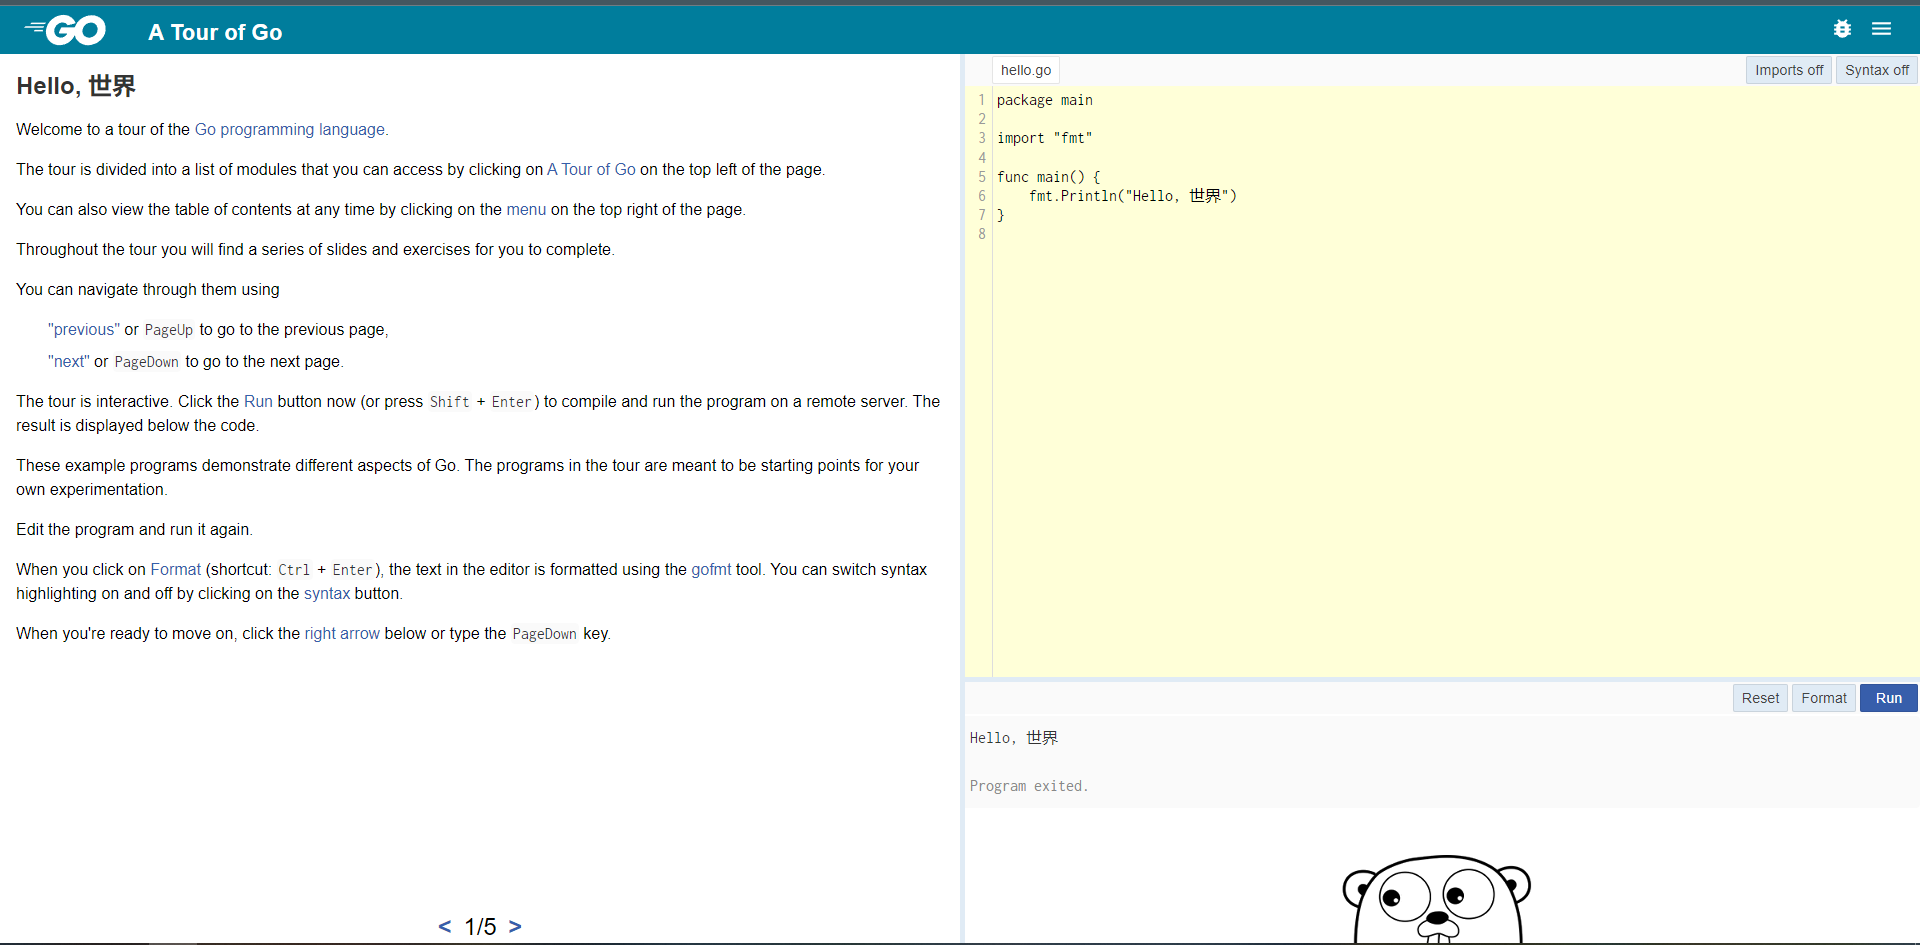 GO
A Tour of Go
Hello, 世界
Welcome to a tour of the Go programming language.
The tour is divided into a list of modules that you can access by clicking on A Tour of Go on the top left of the page.
You can also view the table of contents at any time by clicking on the menu on the top right of the page.
Throughout the tour you will find a series of slides and exercises for you to complete.
You can navigate through them using
"previous" or PageUp to go to the previous page,
"next" or PageDown to go to the next page.
The tour is interactive. Click the Run button now (or press Shift + Enter) to compile and run the program on a remote server. The
result is displayed below the code.
These example programs demonstrate different aspects of Go. The programs in the tour are meant to be starting points for your
own experimentation.
Edit the program and run it again.
When you click on Format (shortcut: Ctrl + Enter), the text in the editor is formatted using the gofmt tool. You can switch syntax
highlighting on and off by clicking on the syntax button.
When you're ready to move on, click the right arrow below or type the PageDown key.
< 1/5 >
hello.go
Imports off
Syntax off
1 package main
2
3 import "fmt"
4
5 func main() {
6     fmt.Println("Hello, 世界")
7 }
8
Reset
Format
Run
Hello, 世界
Program exited.